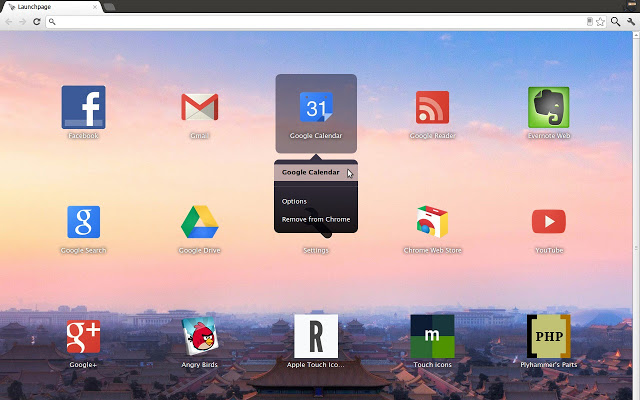 Launchpage
31
Facebook
Gmail
Google Calendar
Google Reader
Evernote Web
Google Calendar
Options
Remove from Chrome
Google Search
Google Drive
Settings
Chrome Web Store
YouTube
g+
R
m
PHP
Google+
Angry Birds
Apple Touch Ico...
Touch Icons
Plyhammer's Parts